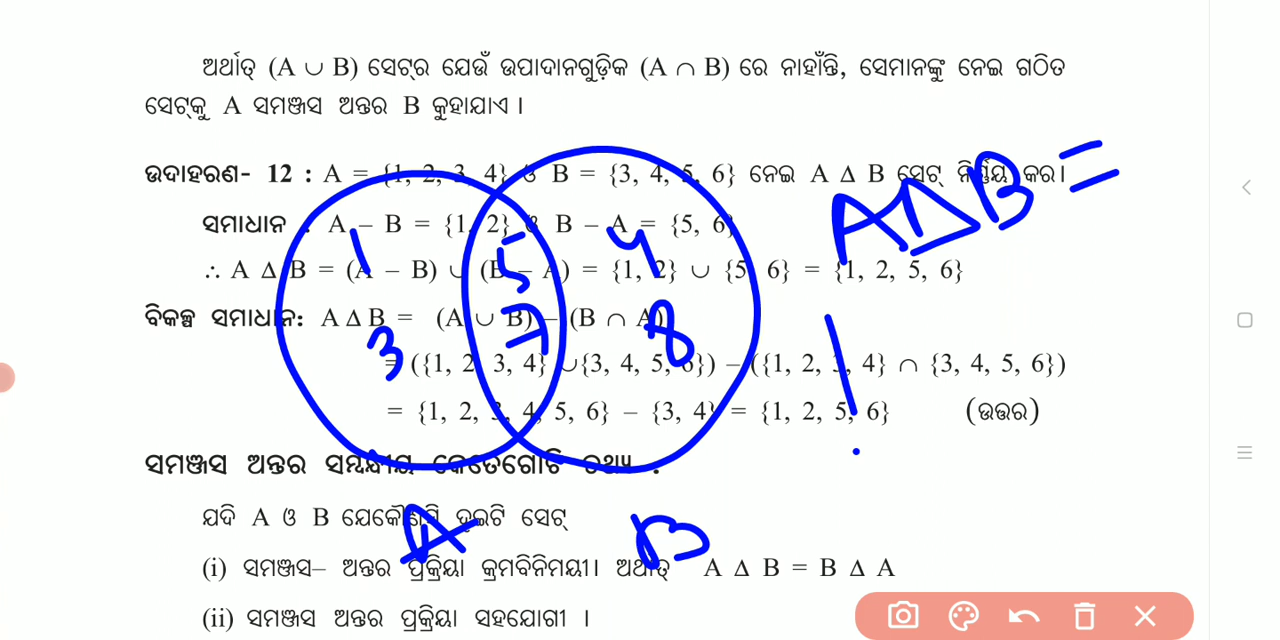 ଅର୍ଥାତ୍ (A ∪ B) ସେଟ୍‌ର ଯେଉଁ ଉପାଦାନଗୁଡ଼ିକ (A ∩ B) ରେ ନାହାଁନ୍ତି, ସେମାନଙ୍କୁ ନେଇ ଗଠିତ
ସେଟ୍‌କୁ A ସମଞ୍ଜସ ଅନ୍ତର B କୁହାଯାଏ ।
ଉଦାହରଣ- 12 : A = {1, 2, 3, 4} ଓ B = {3, 4, 5, 6} ନେଇ A Δ B ସେଟ୍ ନିର୍ଣ୍ଣୟ କର।
A Δ B =
ସମାଧାନ : A – B = {1, 2} ଓ B – A = {5, 6}
1 5 4
∴ A Δ B = (A – B) ∪ (B – A) = {1, 2} ∪ {5, 6} = {1, 2, 5, 6}
ବିକଳ୍ପ ସମାଧାନ: A Δ B = (A ∪ B) – (B ∩ A)
3 7 8
= ({1, 2, 3, 4} ∪ {3, 4, 5, 6}) – ({1, 2, 3, 4} ∩ {3, 4, 5, 6})
= {1, 2, 3, 4, 5, 6} – {3, 4} = {1, 2, 5, 6} (ଉତ୍ତର)
ସମଞ୍ଜସ ଅନ୍ତର ସମ୍ବନ୍ଧୀୟ କେତେଗୋଟି ତଥ୍ୟ :
ଯଦି A ଓ B ଯେକୌଣସି ଦୁଇଟି ସେଟ୍
A B
(i) ସମଞ୍ଜସ– ଅନ୍ତର ପ୍ରକ୍ରିୟା କ୍ରମବିନିମୟୀ। ଅର୍ଥାତ୍ A Δ B = B Δ A
(ii) ସମଞ୍ଜସ ଅନ୍ତର ପ୍ରକ୍ରିୟା ସହଯୋଗୀ ।